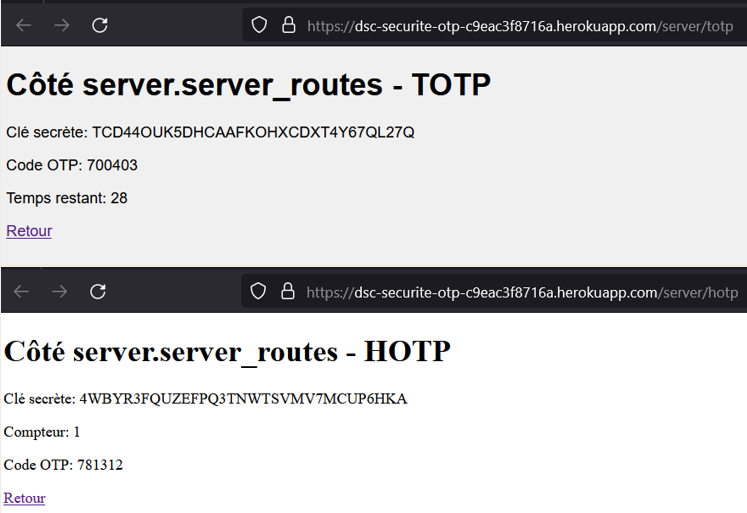 https://dsc-securite-otp-c9eac3f8716a.herokuapp.com/server/totp
Côté server.server_routes - TOTP
Clé secrète: TCD44OUK5DHCAAFKOHXCDXT4Y67QL27Q
Code OTP: 700403
Temps restant: 28
Retour
https://dsc-securite-otp-c9eac3f8716a.herokuapp.com/server/hotp
Côté server.server_routes - HOTP
Clé secrète: 4WBYR3FQUZEFPQ3TNWTSVMV7MCUP6HKA
Compteur: 1
Code OTP: 781312
Retour